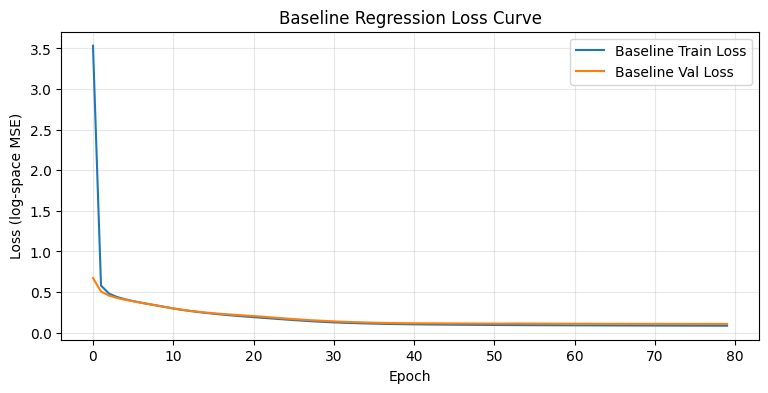 Baseline Regression Loss Curve
Baseline Train Loss
Baseline Val Loss
Loss (log-space MSE)
3.5
3.0
2.5
2.0
1.5
1.0
0.5
0.0
0 10 20 30 40 50 60 70 80
Epoch